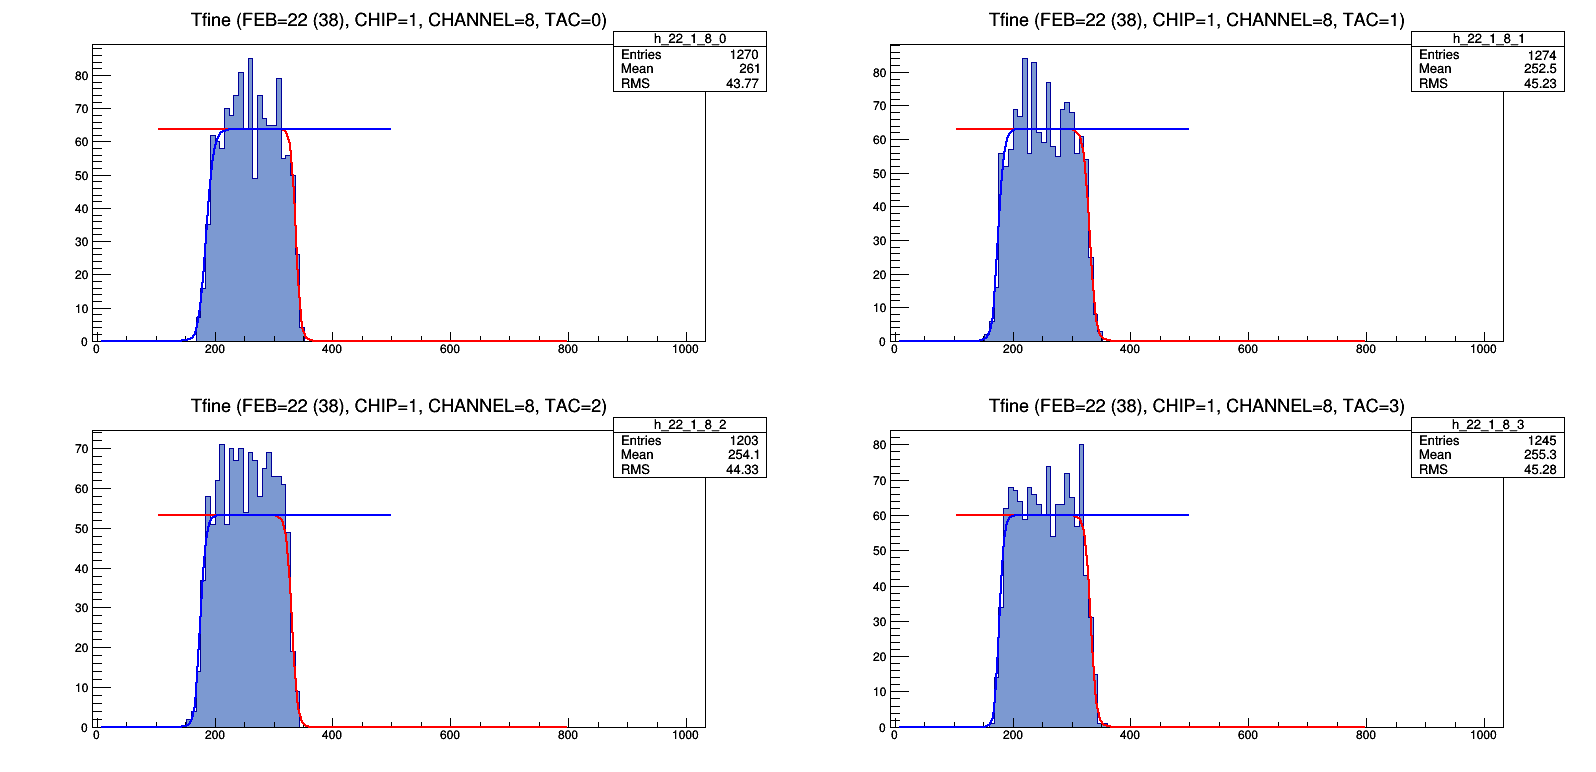 Tfine (FEB=22 (38), CHIP=1, CHANNEL=8, TAC=0)
h_22_1_8_0
Entries 1270
Mean 261
RMS 43.77
80
70
60
50
40
30
20
10
0
0 200 400 600 800 1000
Tfine (FEB=22 (38), CHIP=1, CHANNEL=8, TAC=1)
h_22_1_8_1
Entries 1274
Mean 252.5
RMS 45.23
80
70
60
50
40
30
20
10
0
0 200 400 600 800 1000
Tfine (FEB=22 (38), CHIP=1, CHANNEL=8, TAC=2)
h_22_1_8_2
Entries 1203
Mean 254.1
RMS 44.33
70
60
50
40
30
20
10
0
0 200 400 600 800 1000
Tfine (FEB=22 (38), CHIP=1, CHANNEL=8, TAC=3)
h_22_1_8_3
Entries 1245
Mean 255.3
RMS 45.28
80
70
60
50
40
30
20
10
0
0 200 400 600 800 1000